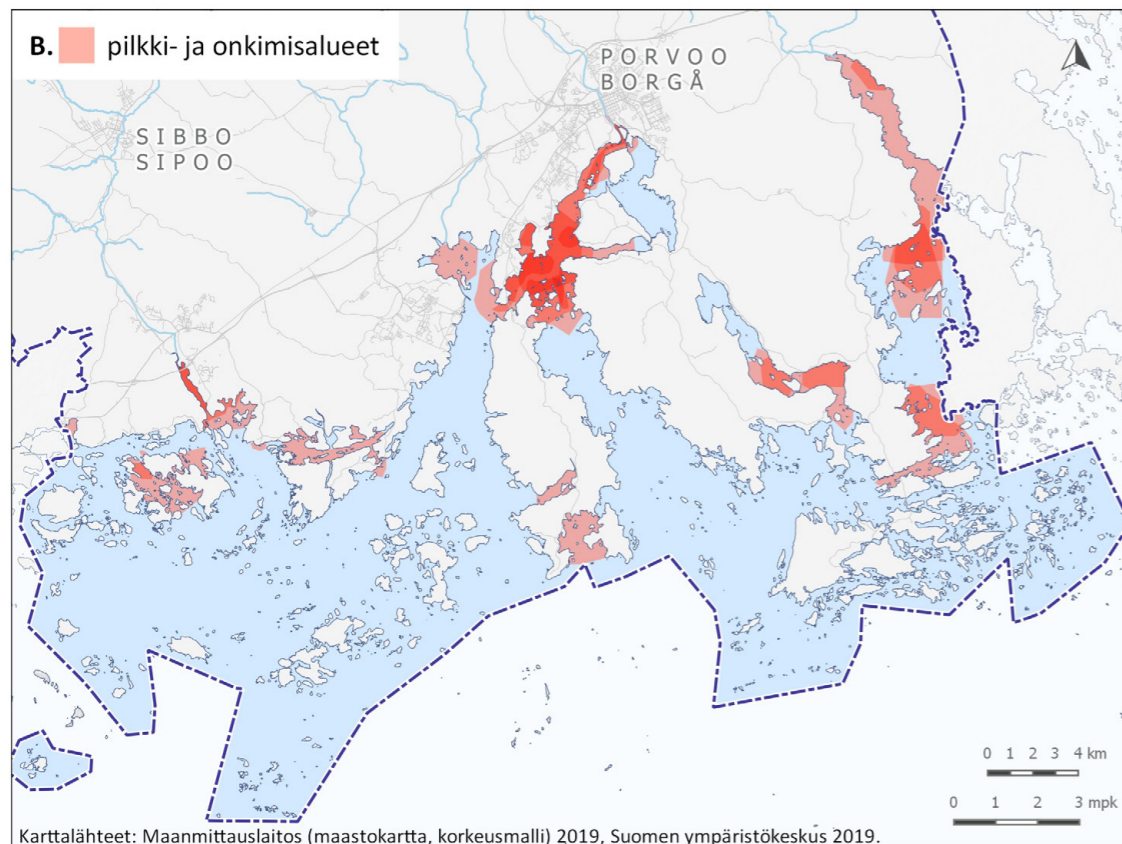 B. pilkki- ja onkimisalueet
PORVOO
BORGÅ
SIBBO
SIPOO
0 1 2 3 4 km
0 1 2 3 mpk
Karttalähteet: Maanmittauslaitos (maastokartta, korkeusmalli) 2019, Suomen ympäristökeskus 2019.